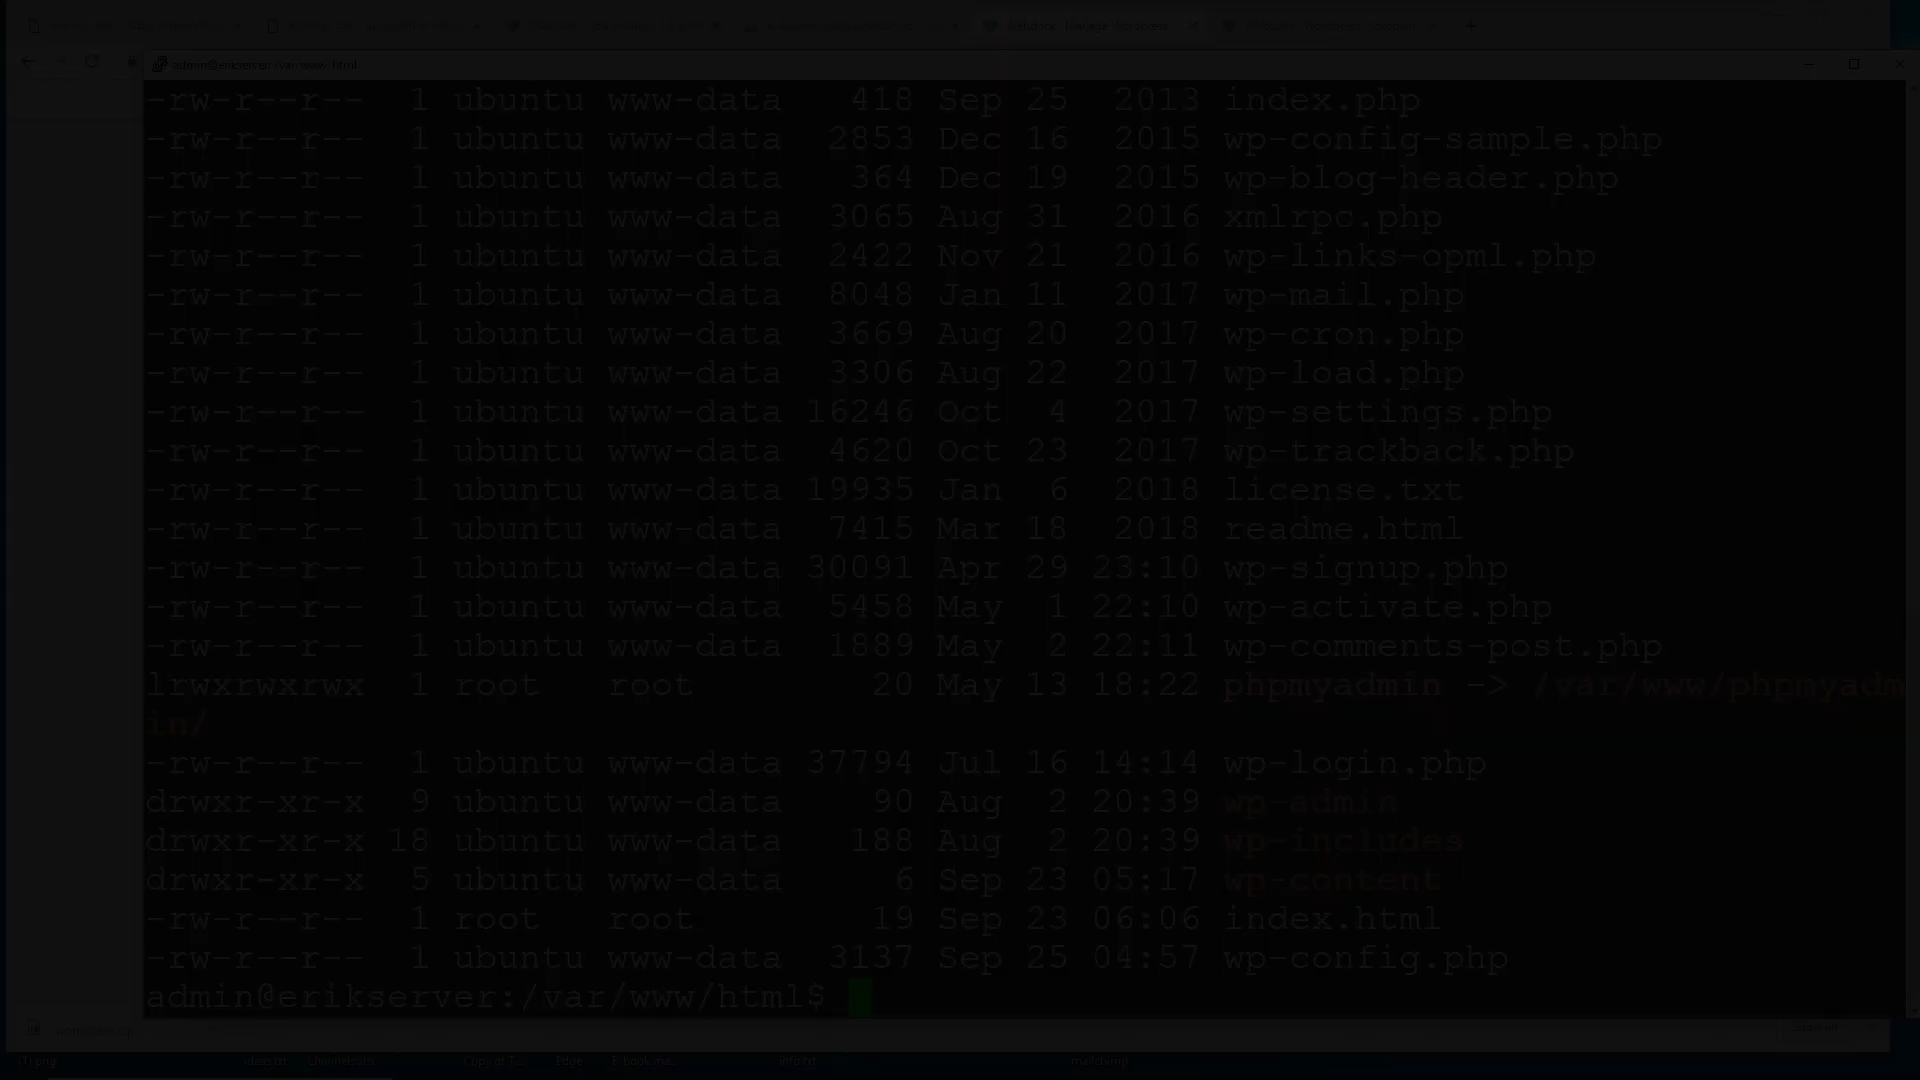 admin@erikserver: /var/www/html
-rw-r--r-- 1 ubuntu www-data 418 Sep 25 2013 index.php
-rw-r--r-- 1 ubuntu www-data 2853 Dec 16 2015 wp-config-sample.php
-rw-r--r-- 1 ubuntu www-data 364 Dec 19 2015 wp-blog-header.php
-rw-r--r-- 1 ubuntu www-data 3065 Aug 31 2016 xmlrpc.php
-rw-r--r-- 1 ubuntu www-data 2422 Nov 21 2016 wp-links-opml.php
-rw-r--r-- 1 ubuntu www-data 8048 Jan 11 2017 wp-mail.php
-rw-r--r-- 1 ubuntu www-data 3669 Aug 20 2017 wp-cron.php
-rw-r--r-- 1 ubuntu www-data 3306 Aug 22 2017 wp-load.php
-rw-r--r-- 1 ubuntu www-data 16246 Oct 4 2017 wp-settings.php
-rw-r--r-- 1 ubuntu www-data 4620 Oct 23 2017 wp-trackback.php
-rw-r--r-- 1 ubuntu www-data 19935 Jan 6 2018 license.txt
-rw-r--r-- 1 ubuntu www-data 7415 Mar 18 2018 readme.html
-rw-r--r-- 1 ubuntu www-data 30091 Apr 29 23:10 wp-signup.php
-rw-r--r-- 1 ubuntu www-data 5458 May 1 22:10 wp-activate.php
-rw-r--r-- 1 ubuntu www-data 1889 May 2 22:11 wp-comments-post.php
lrwxrwxrwx 1 root root 20 May 13 18:22 phpmyadmin -> /var/www/phpmyadm
in/
-rw-r--r-- 1 ubuntu www-data 37794 Jul 16 14:14 wp-login.php
drwxr-xr-x 9 ubuntu www-data 90 Aug 2 20:39 wp-admin
drwxr-xr-x 18 ubuntu www-data 188 Aug 2 20:39 wp-includes
drwxr-xr-x 5 ubuntu www-data 6 Sep 23 05:17 wp-content
-rw-r--r-- 1 root root 19 Sep 23 06:06 index.html
-rw-r--r-- 1 ubuntu www-data 3137 Sep 25 04:57 wp-config.php
admin@erikserver:/var/www/html$
Copy of T... Edge info.txt mailchimp